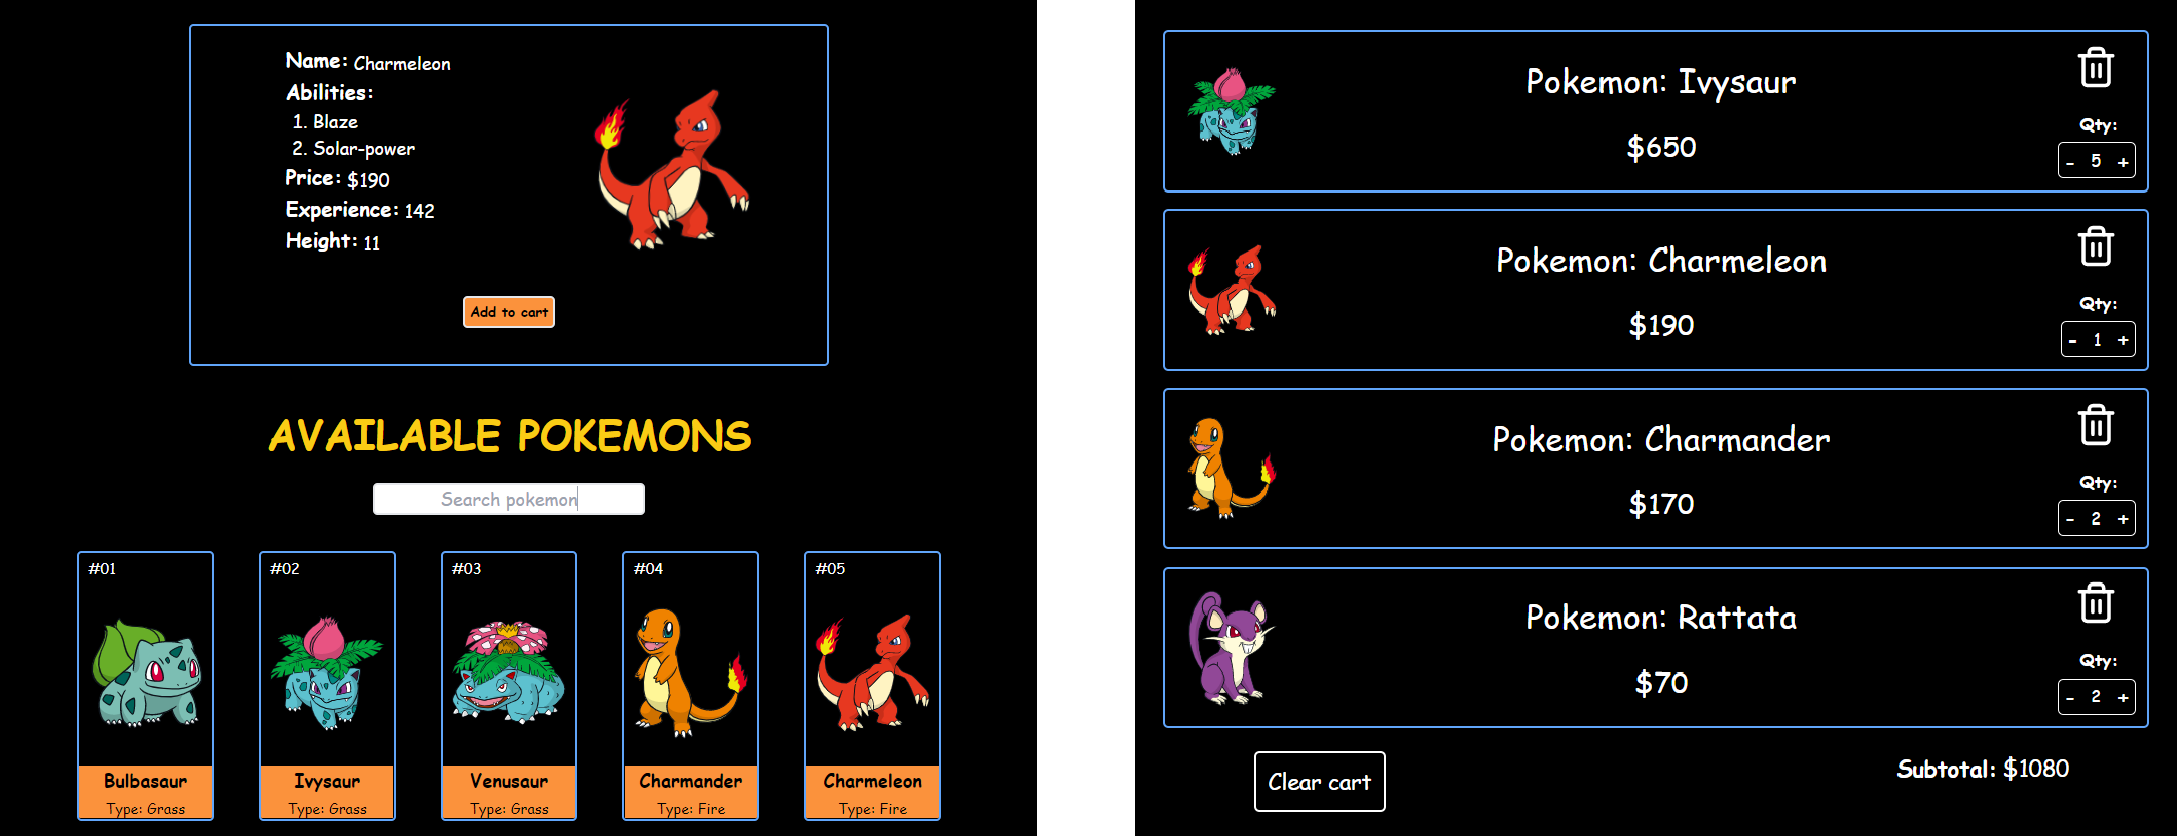 Name: Charmeleon
Abilities:
1. Blaze
2. Solar-power
Price: $190
Experience: 142
Height: 11
Add to cart
AVAILABLE POKEMONS
Search pokemon
#01
Bulbasaur
Type: Grass
#02
Ivysaur
Type: Grass
#03
Venusaur
Type: Grass
#04
Charmander
Type: Fire
#05
Charmeleon
Type: Fire
Pokemon: Ivysaur
$650
Qty:
- 5 +
Pokemon: Charmeleon
$190
Qty:
- 1 +
Pokemon: Charmander
$170
Qty:
- 2 +
Pokemon: Rattata
$70
Qty:
- 2 +
Clear cart
Subtotal: $1080